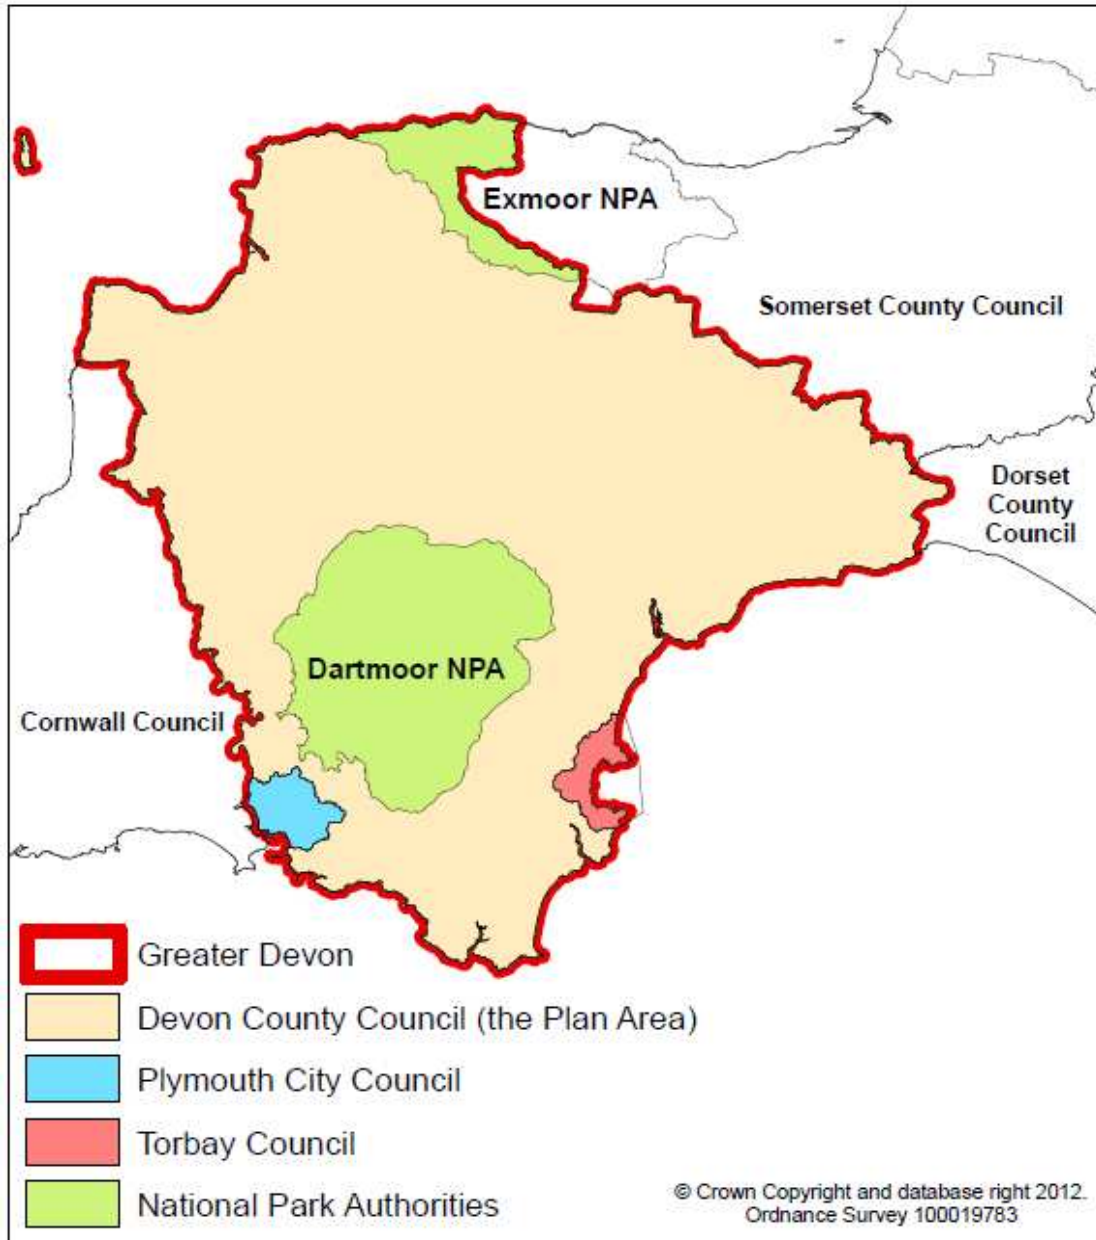 Exmoor NPA
Somerset County Council
Dorset
County
Council
Dartmoor NPA
Cornwall Council
Greater Devon
Devon County Council (the Plan Area)
Plymouth City Council
Torbay Council
National Park Authorities
© Crown Copyright and database right 2012.
Ordnance Survey 100019783